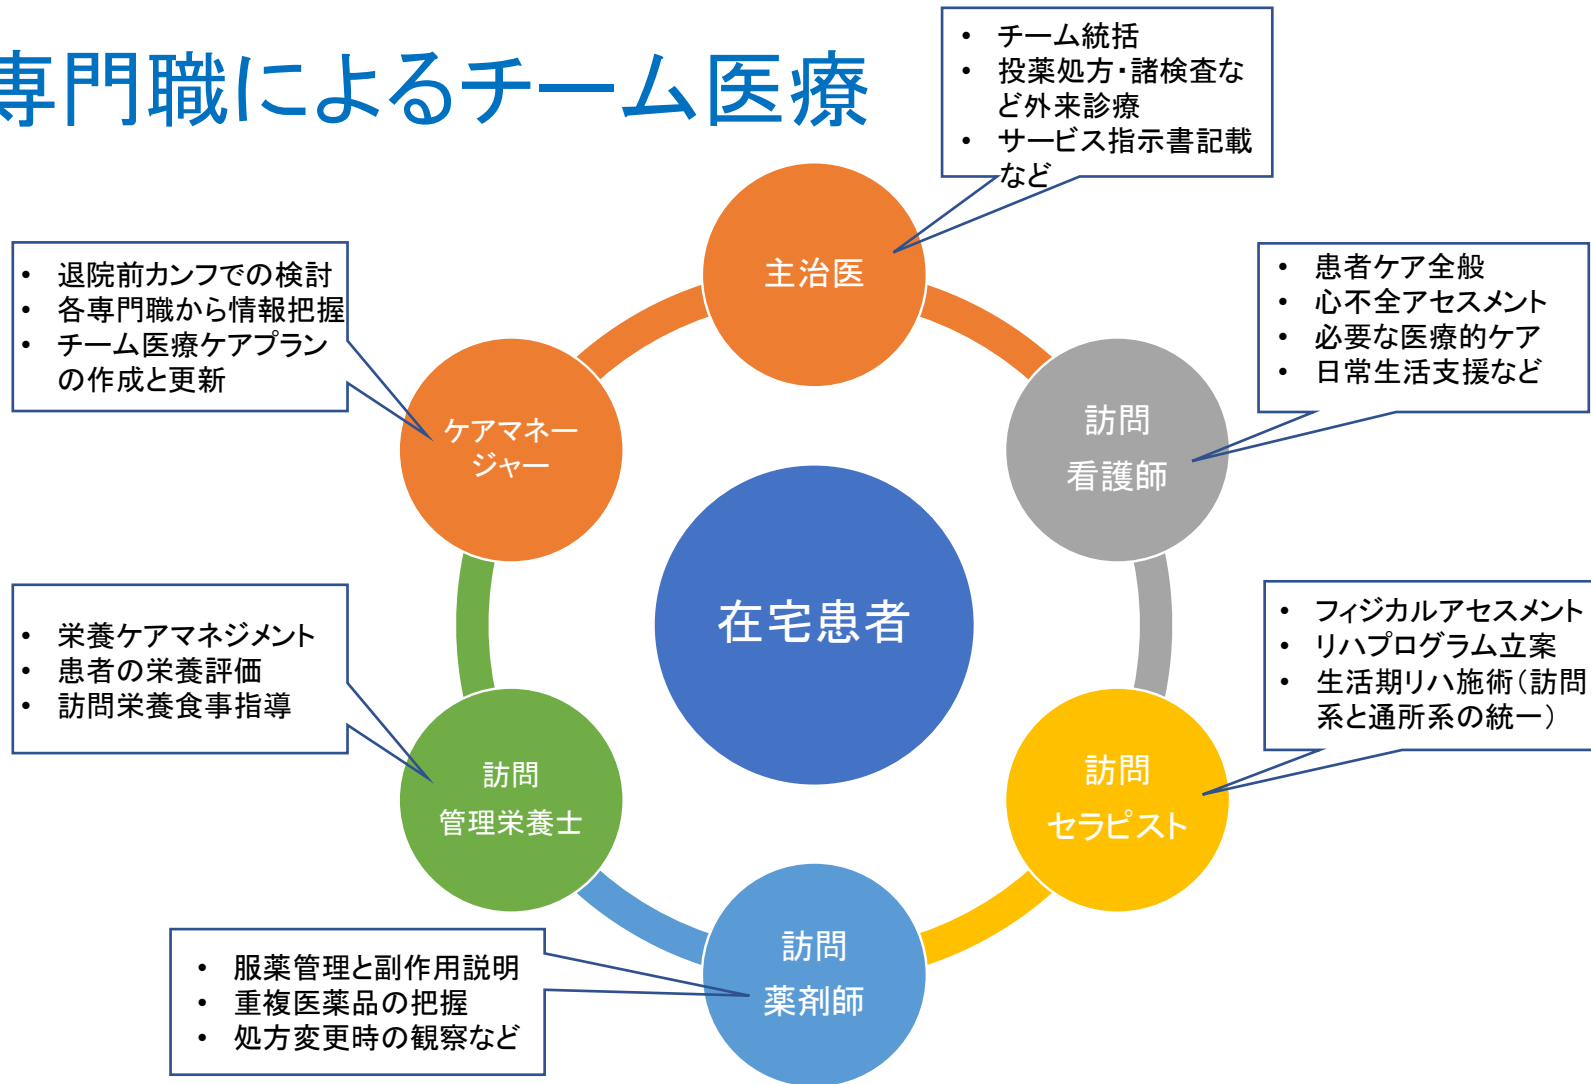 専門職によるチーム医療
• チーム統括
• 投薬処方・諸検査な
ど外来診療
• サービス指示書記載
など
主治医
• 退院前カンフでの検討
• 各専門職から情報把握
• チーム医療ケアプラン
の作成と更新
ケアマネー
ジャー
• 患者ケア全般
• 心不全アセスメント
• 必要な医療的ケア
• 日常生活支援など
訪問
看護師
在宅患者
• 栄養ケアマネジメント
• 患者の栄養評価
• 訪問栄養食事指導
訪問
管理栄養士
• フィジカルアセスメント
• リハプログラム立案
• 生活期リハ施術（訪問
系と通所系の統一）
訪問
セラピスト
• 服薬管理と副作用説明
• 重複医薬品の把握
• 処方変更時の観察など
訪問
薬剤師